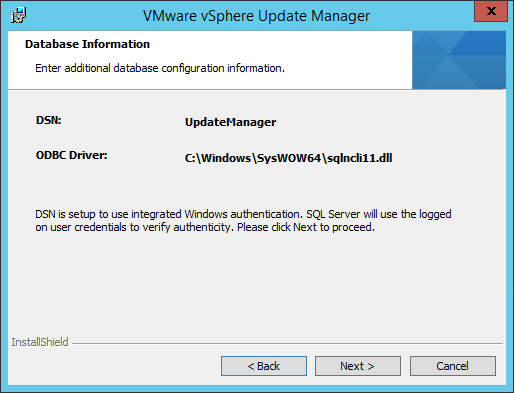 VMware vSphere Update Manager
x
Database Information
Enter additional database configuration information.
DSN: UpdateManager
ODBC Driver: C:\Windows\SysWOW64\sqlncli11.dll
DSN is setup to use integrated Windows authentication. SQL Server will use the logged
on user credentials to verify authenticity. Please click Next to proceed.
InstallShield
< Back Next > Cancel